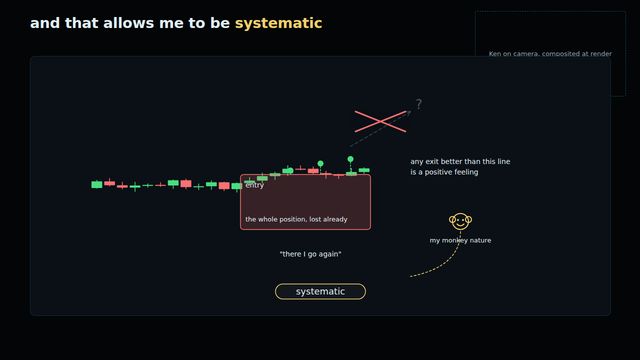 and that allows me to be systematic
Ken on camera, composited at render
?
any exit better than this line
is a positive feeling
entry
the whole position, lost already
my monkey nature
"there I go again"
systematic